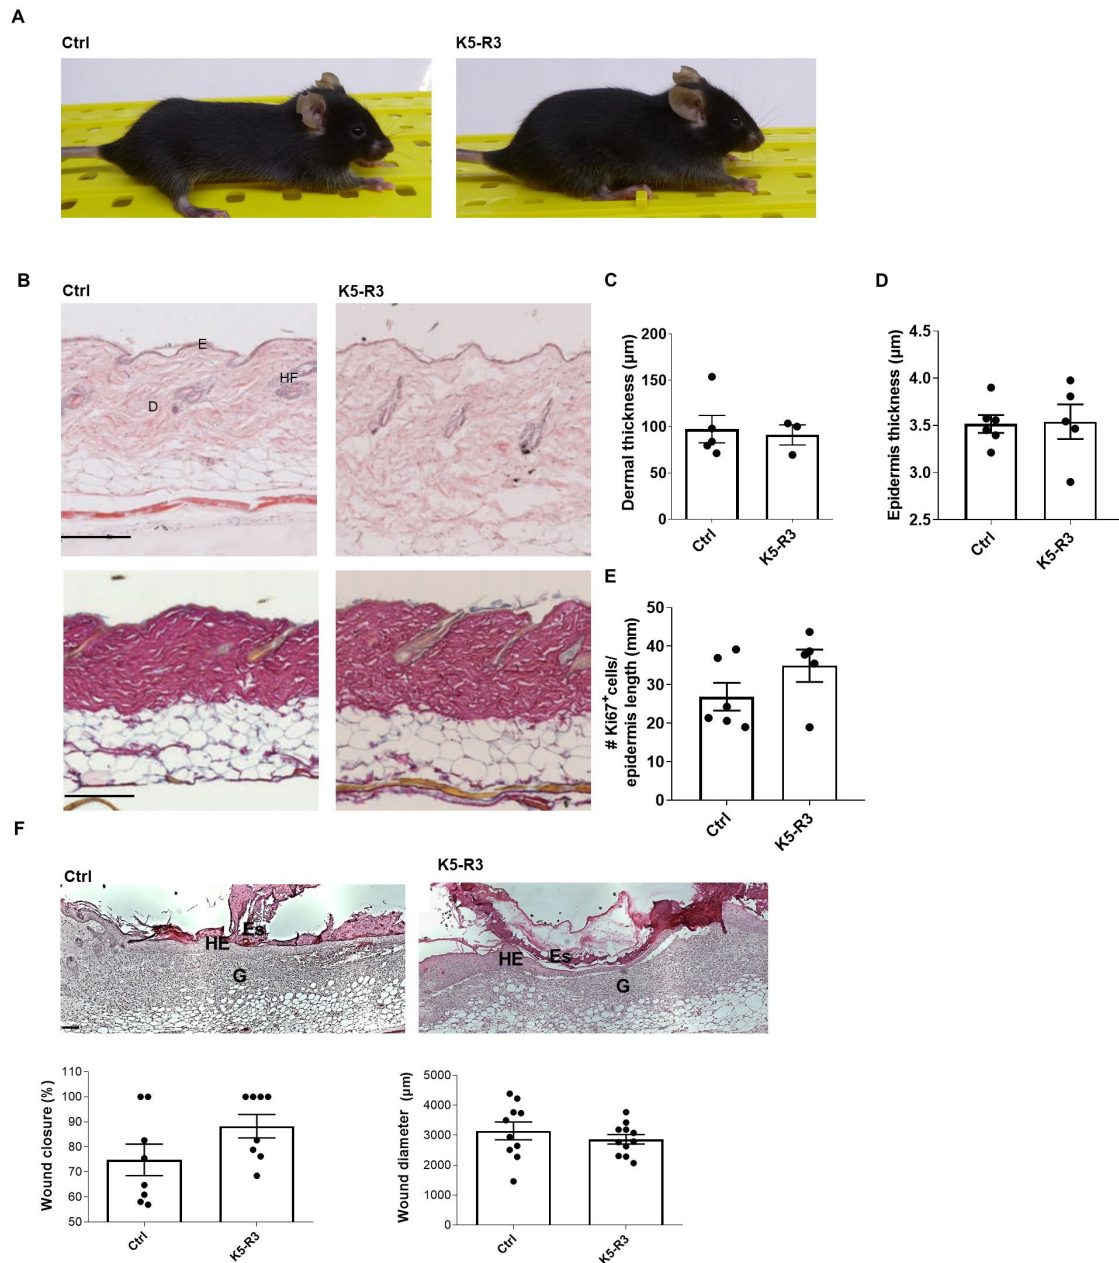 A
Ctrl
K5-R3
B
Ctrl
K5-R3
E
HF
D
C
200
150
100
50
0
Dermal thickness (µm)
Ctrl
K5-R3
D
4.5
4.0
3.5
3.0
2.5
Epidermis thickness (µm)
Ctrl
K5-R3
E
50
40
30
20
10
0
# Ki67+cells/
epidermis length (mm)
Ctrl
K5-R3
F
Ctrl
K5-R3
HE
Es
G
HE
Es
G
110
100
90
80
70
60
50
Wound closure (%)
Ctrl
K5-R3
5000
4000
3000
2000
1000
0
Wound diameter (µm)
Ctrl
K5-R3